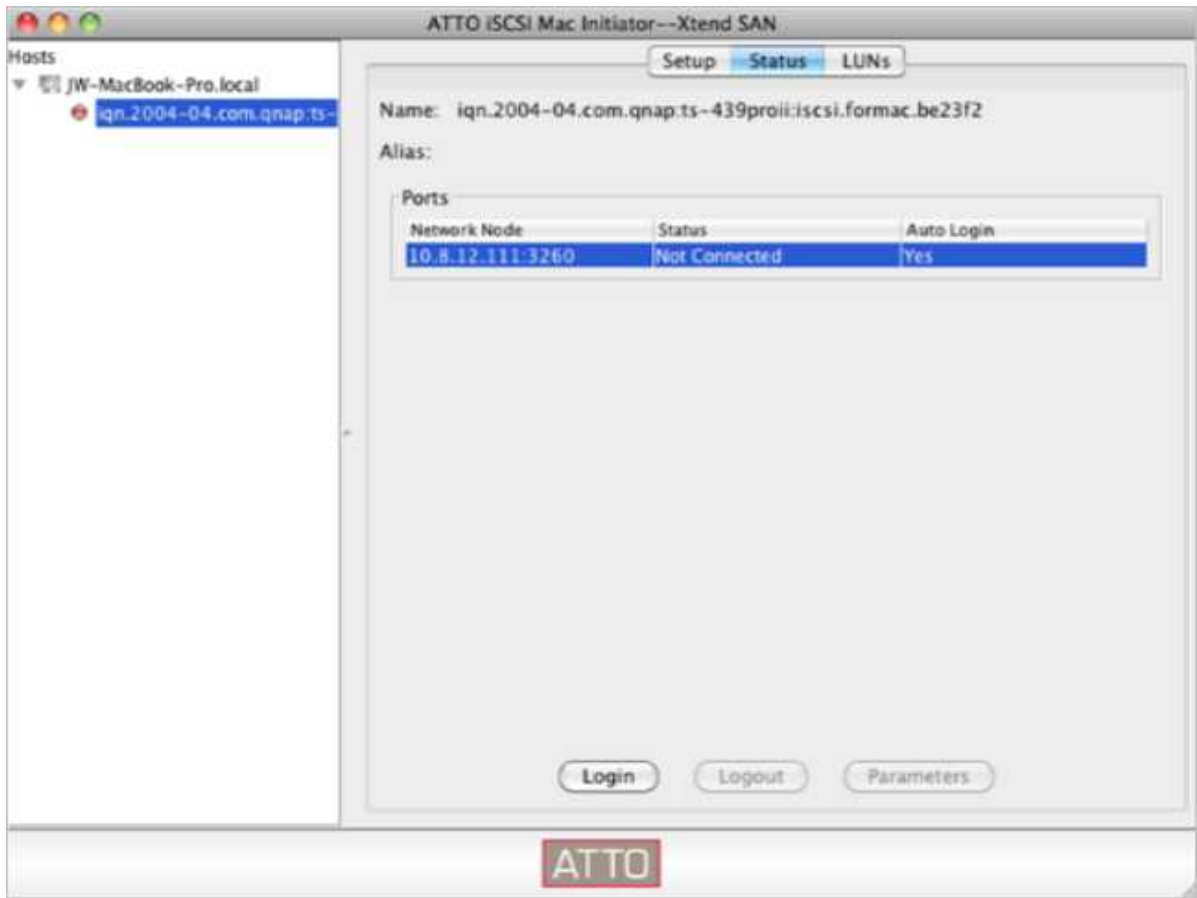 ATTO iSCSI Mac Initiator--Xtend SAN
Hosts
JW-MacBook-Pro.local
iqn.2004-04.com.qnap:ts-
Setup Status LUNs
Name: iqn.2004-04.com.qnap:ts-439proii:iscsi.formac.be23f2
Alias:
Ports
Network Node Status Auto Login
10.8.12.111:3260 Not Connected Yes
Login Logout Parameters
ATTO